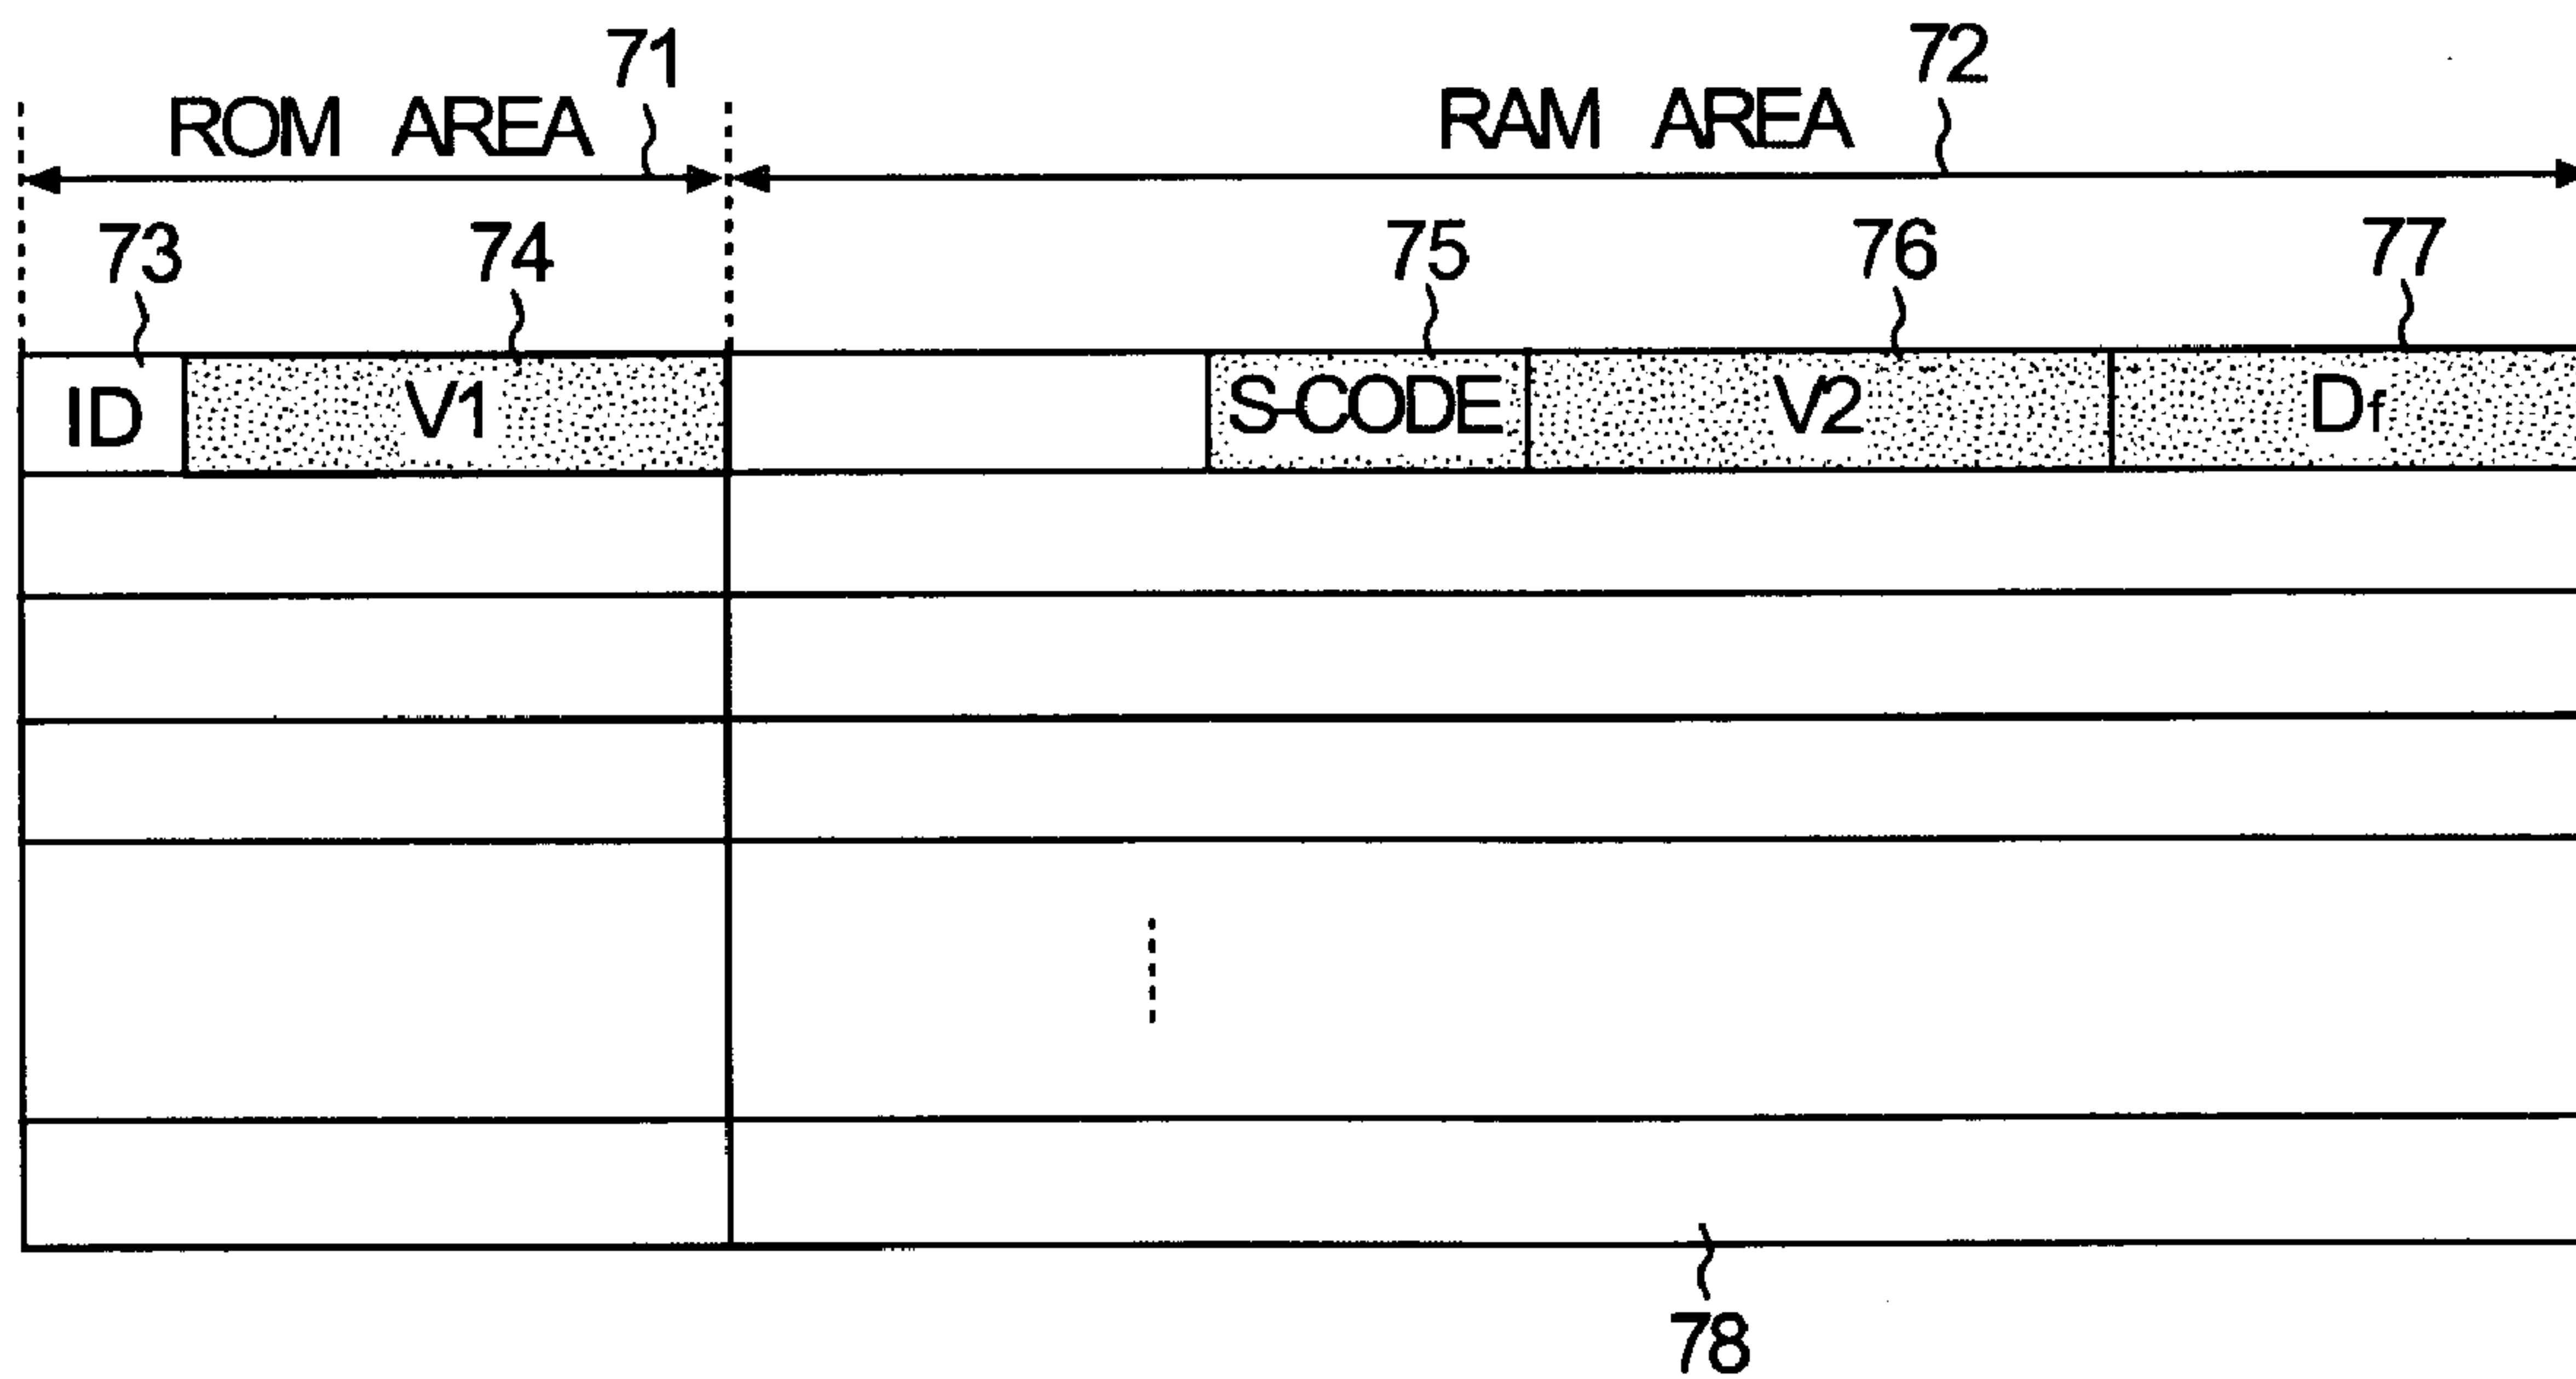 71
72
ROM AREA
RAM AREA
73
74
75
76
77
ID
V1
S-CODE
V2
Df
78